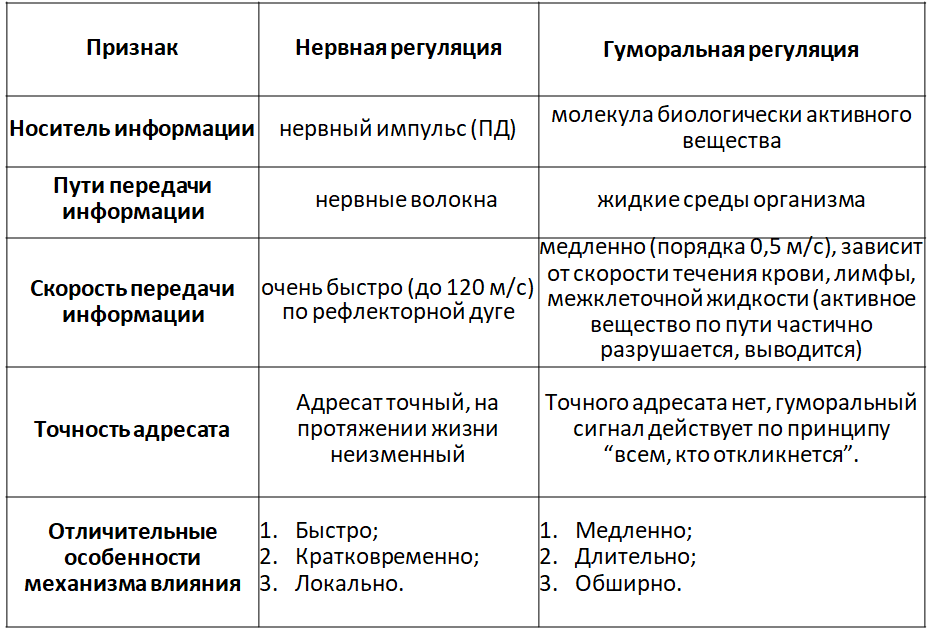 Признак
Нервная регуляция
Гуморальная регуляция
Носитель информации
нервный импульс (ПД)
молекула биологически активного
вещества
Пути передачи
информации
нервные волокна
жидкие среды организма
Скорость передачи
информации
очень быстро (до 120 м/с)
по рефлекторной дуге
медленно (порядка 0,5 м/с), зависит
от скорости течения крови, лимфы,
межклеточной жидкости (активное
вещество по пути частично
разрушается, выводится)
Точность адресата
Адресат точный, на
протяжении жизни
неизменный
Точного адресата нет, гуморальный
сигнал действует по принципу
“всем, кто откликнется”.
Отличительные
особенности
механизма влияния
1. Быстро;
2. Кратковременно;
3. Локально.
1. Медленно;
2. Длительно;
3. Обширно.